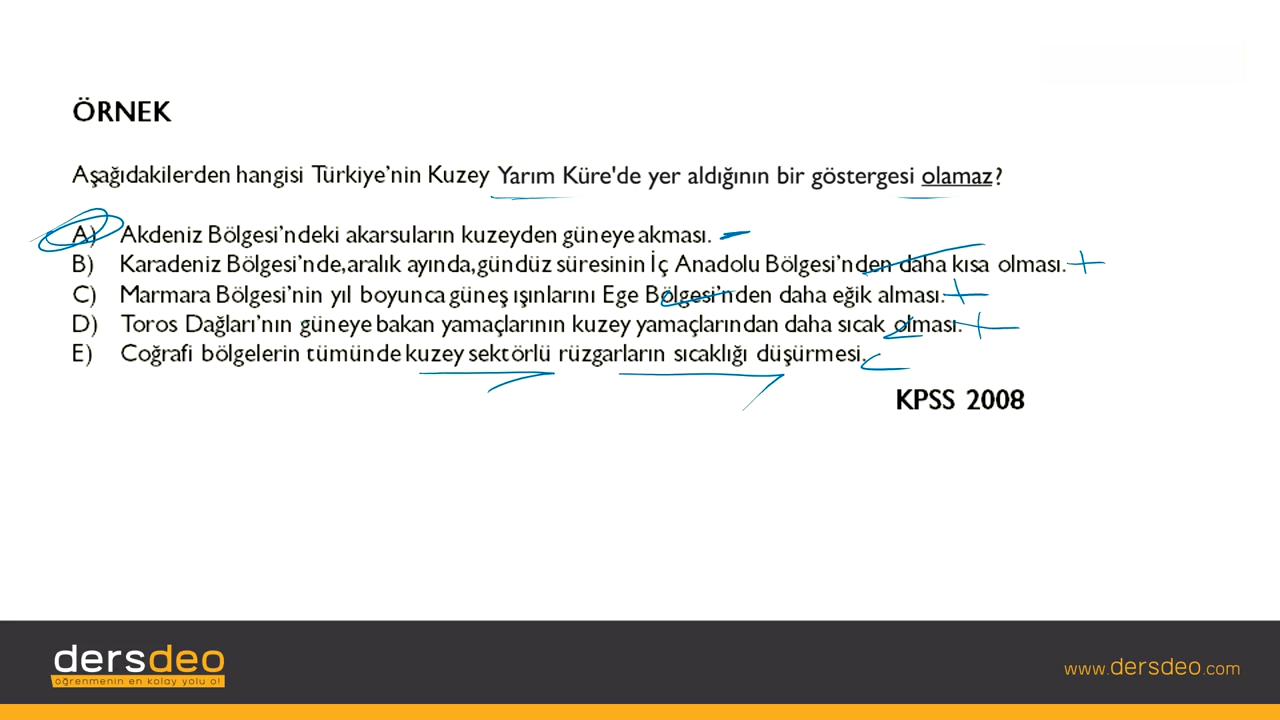 ÖRNEK
Aşağıdakilerden hangisi Türkiye’nin Kuzey Yarım Küre'de yer aldığının bir göstergesi olamaz?
A) Akdeniz Bölgesi’ndeki akarsuların kuzeyden güneye akması.
B) Karadeniz Bölgesi’nde,aralık ayında,gündüz süresinin İç Anadolu Bölgesi’nden daha kısa olması.
C) Marmara Bölgesi’nin yıl boyunca güneş ışınlarını Ege Bölgesi’nden daha eğik alması.
D) Toros Dağları’nın güneye bakan yamaçlarının kuzey yamaçlarından daha sıcak olması.
E) Coğrafi bölgelerin tümünde kuzey sektörlü rüzgarların sıcaklığı düşürmesi.
KPSS 2008
dersdeo
öğrenmenin en kolay yolu o!
www.dersdeo.com